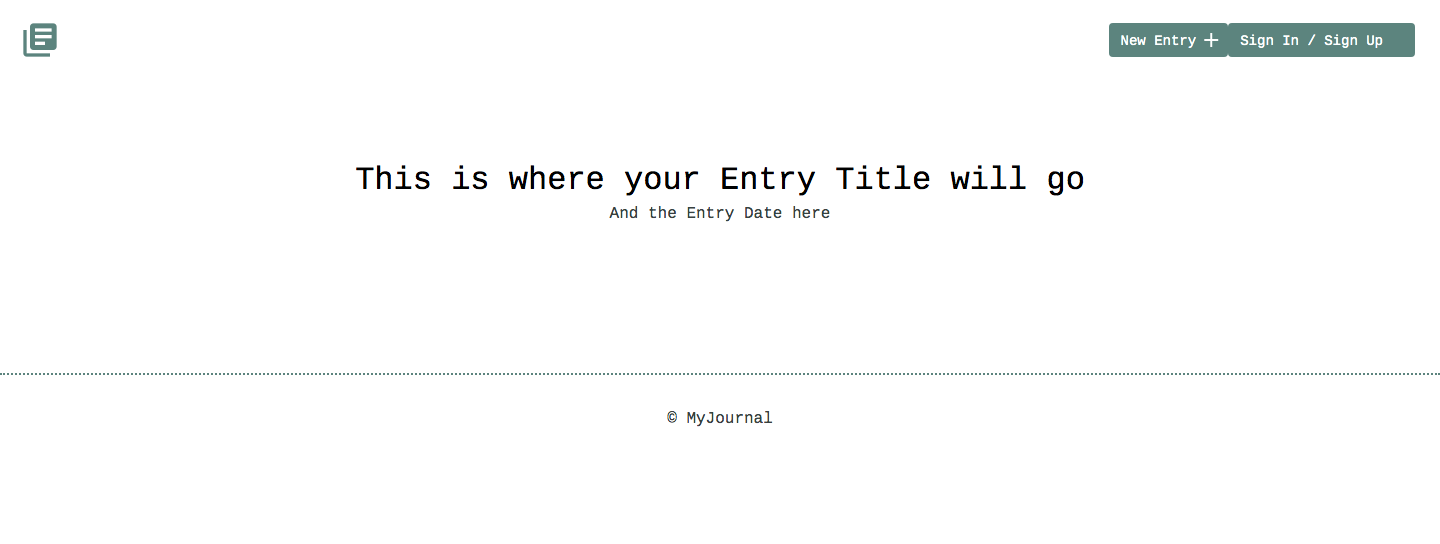 New Entry
Sign In / Sign Up
This is where your Entry Title will go
And the Entry Date here
© MyJournal